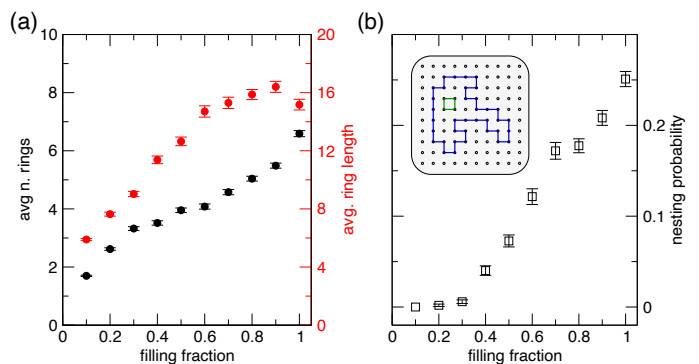 (a)
10
8
6
4
2
0
avg n. rings
20
16
12
8
4
0
avg. ring length
0 0.2 0.4 0.6 0.8 1
filling fraction
(b)
0.2
0.1
0
nesting probability
0 0.2 0.4 0.6 0.8 1
filling fraction